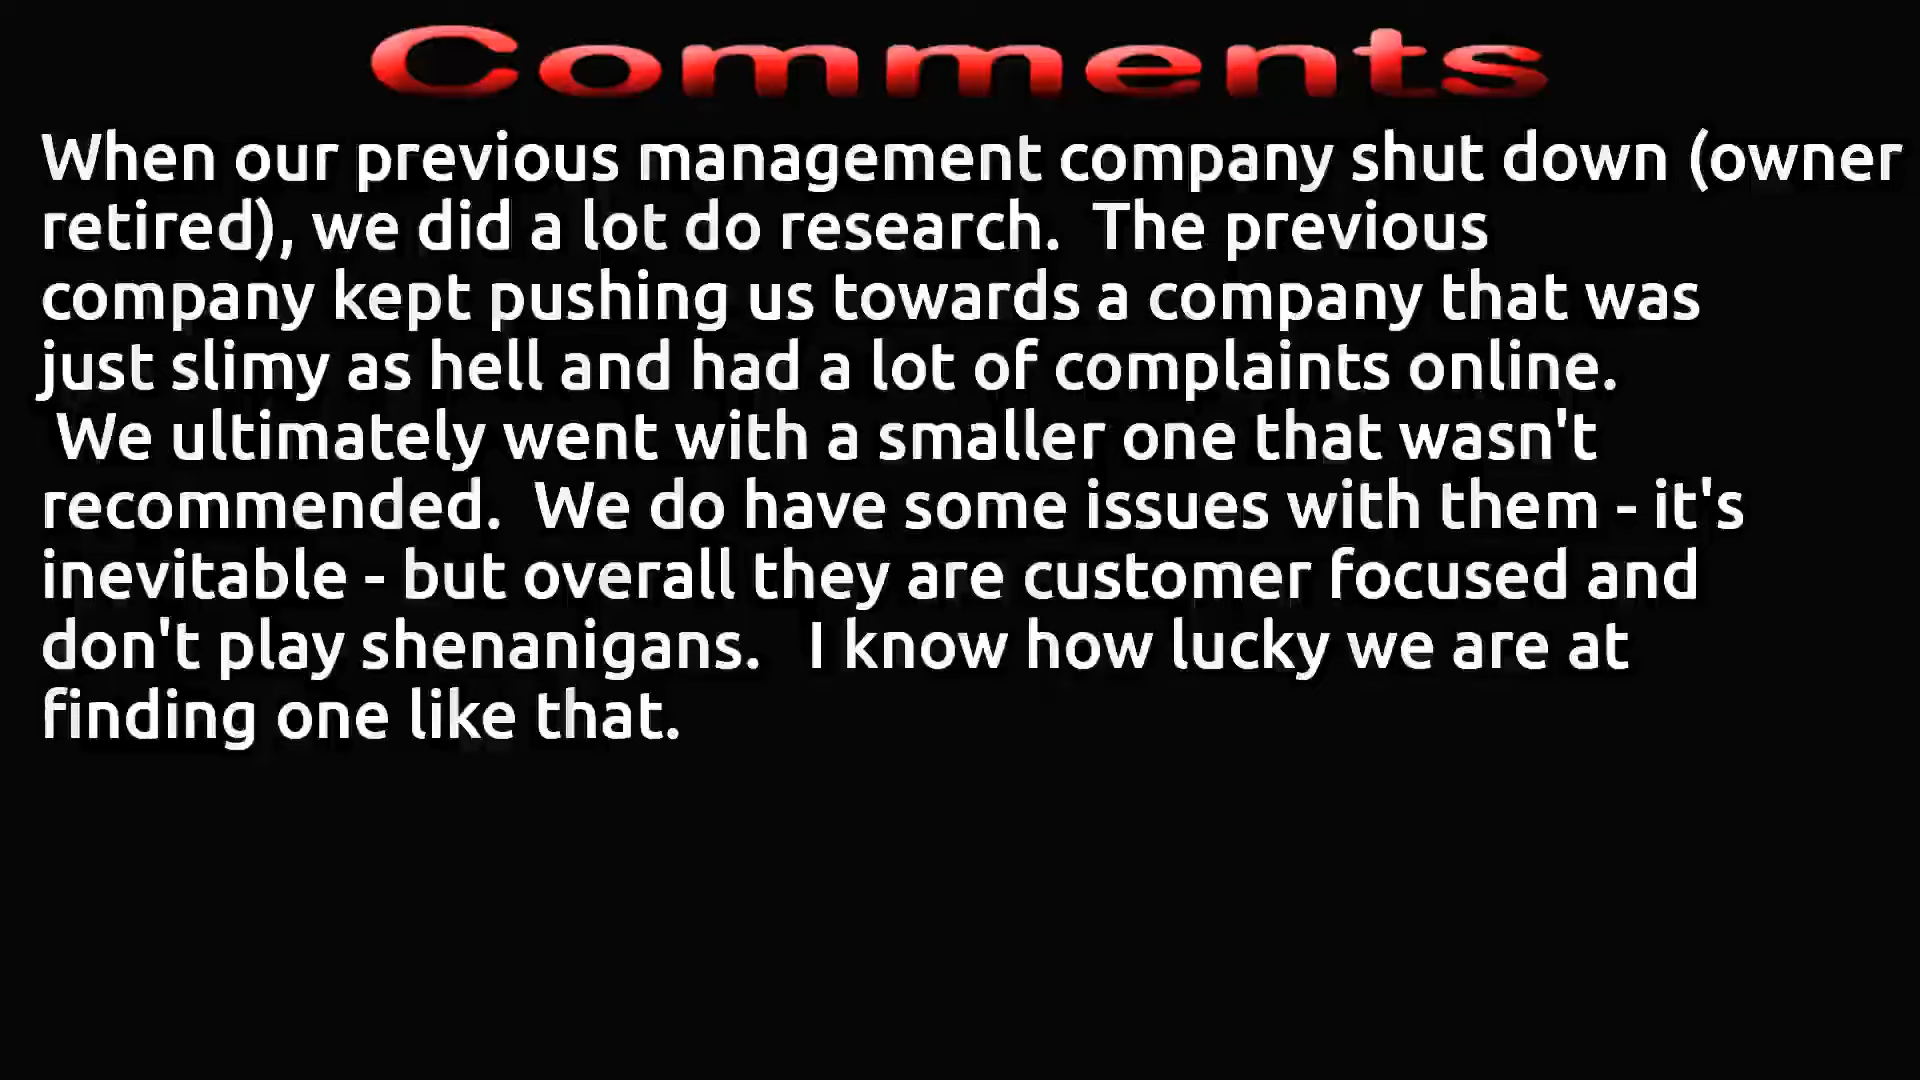 Comments
When our previous management company shut down (owner
retired), we did a lot do research.  The previous
company kept pushing us towards a company that was
just slimy as hell and had a lot of complaints online.
We ultimately went with a smaller one that wasn't
recommended.  We do have some issues with them - it's
inevitable - but overall they are customer focused and
don't play shenanigans.   I know how lucky we are at
finding one like that.